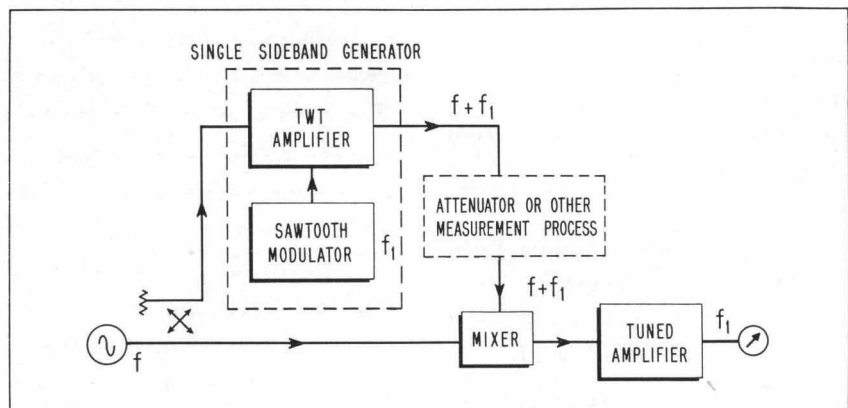 SINGLE SIDEBAND GENERATOR
TWT
AMPLIFIER
f + f₁
SAWTOOTH
MODULATOR
f₁
ATTENUATOR OR OTHER
MEASUREMENT PROCESS
f+f₁
f
MIXER
TUNED
AMPLIFIER
f₁